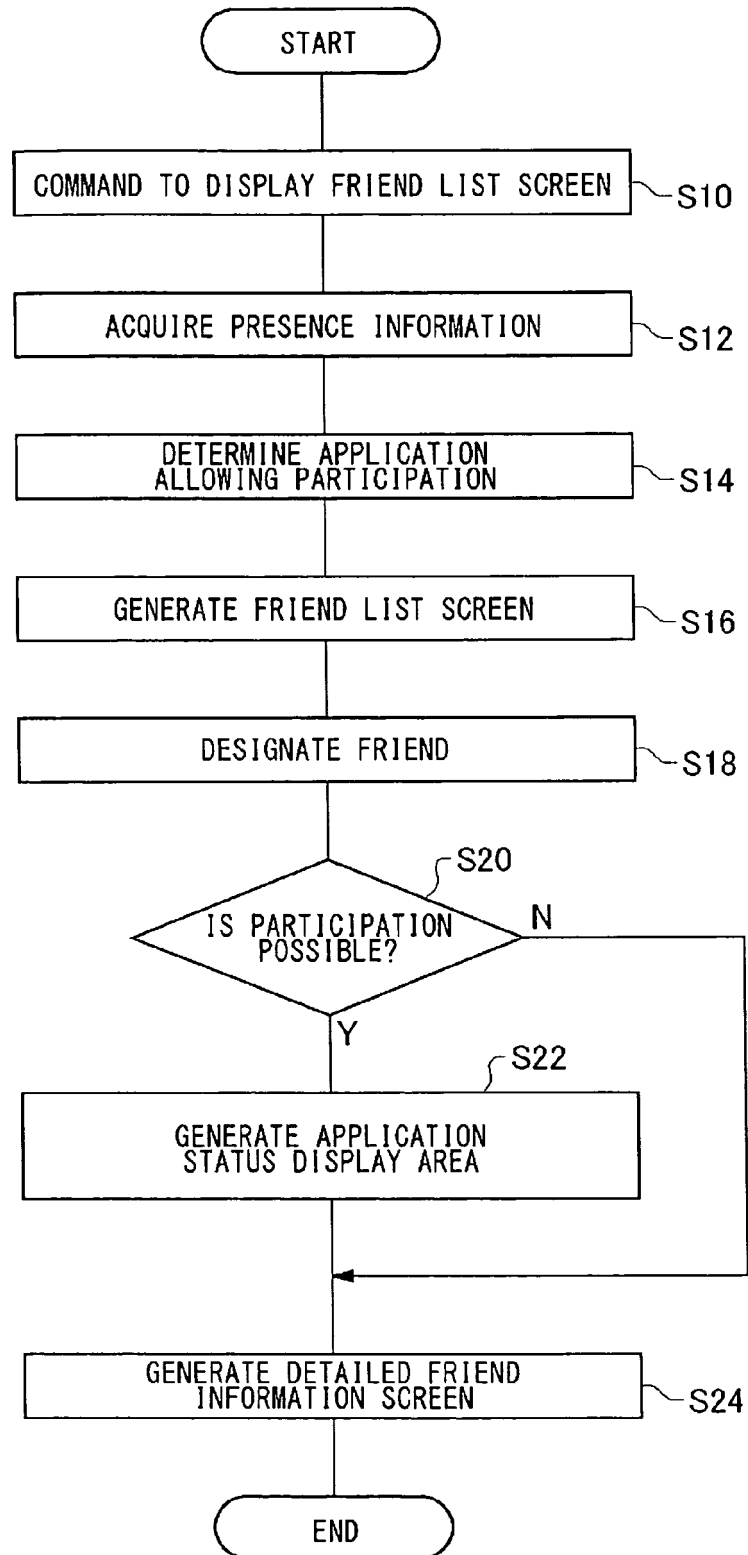 START
COMMAND TO DISPLAY FRIEND LIST SCREEN
S10
ACQUIRE PRESENCE INFORMATION
S12
DETERMINE APPLICATION
ALLOWING PARTICIPATION
S14
GENERATE FRIEND LIST SCREEN
S16
DESIGNATE FRIEND
S18
S20
IS PARTICIPATION
POSSIBLE?
N
Y
S22
GENERATE APPLICATION
STATUS DISPLAY AREA
GENERATE DETAILED FRIEND
INFORMATION SCREEN
S24
END